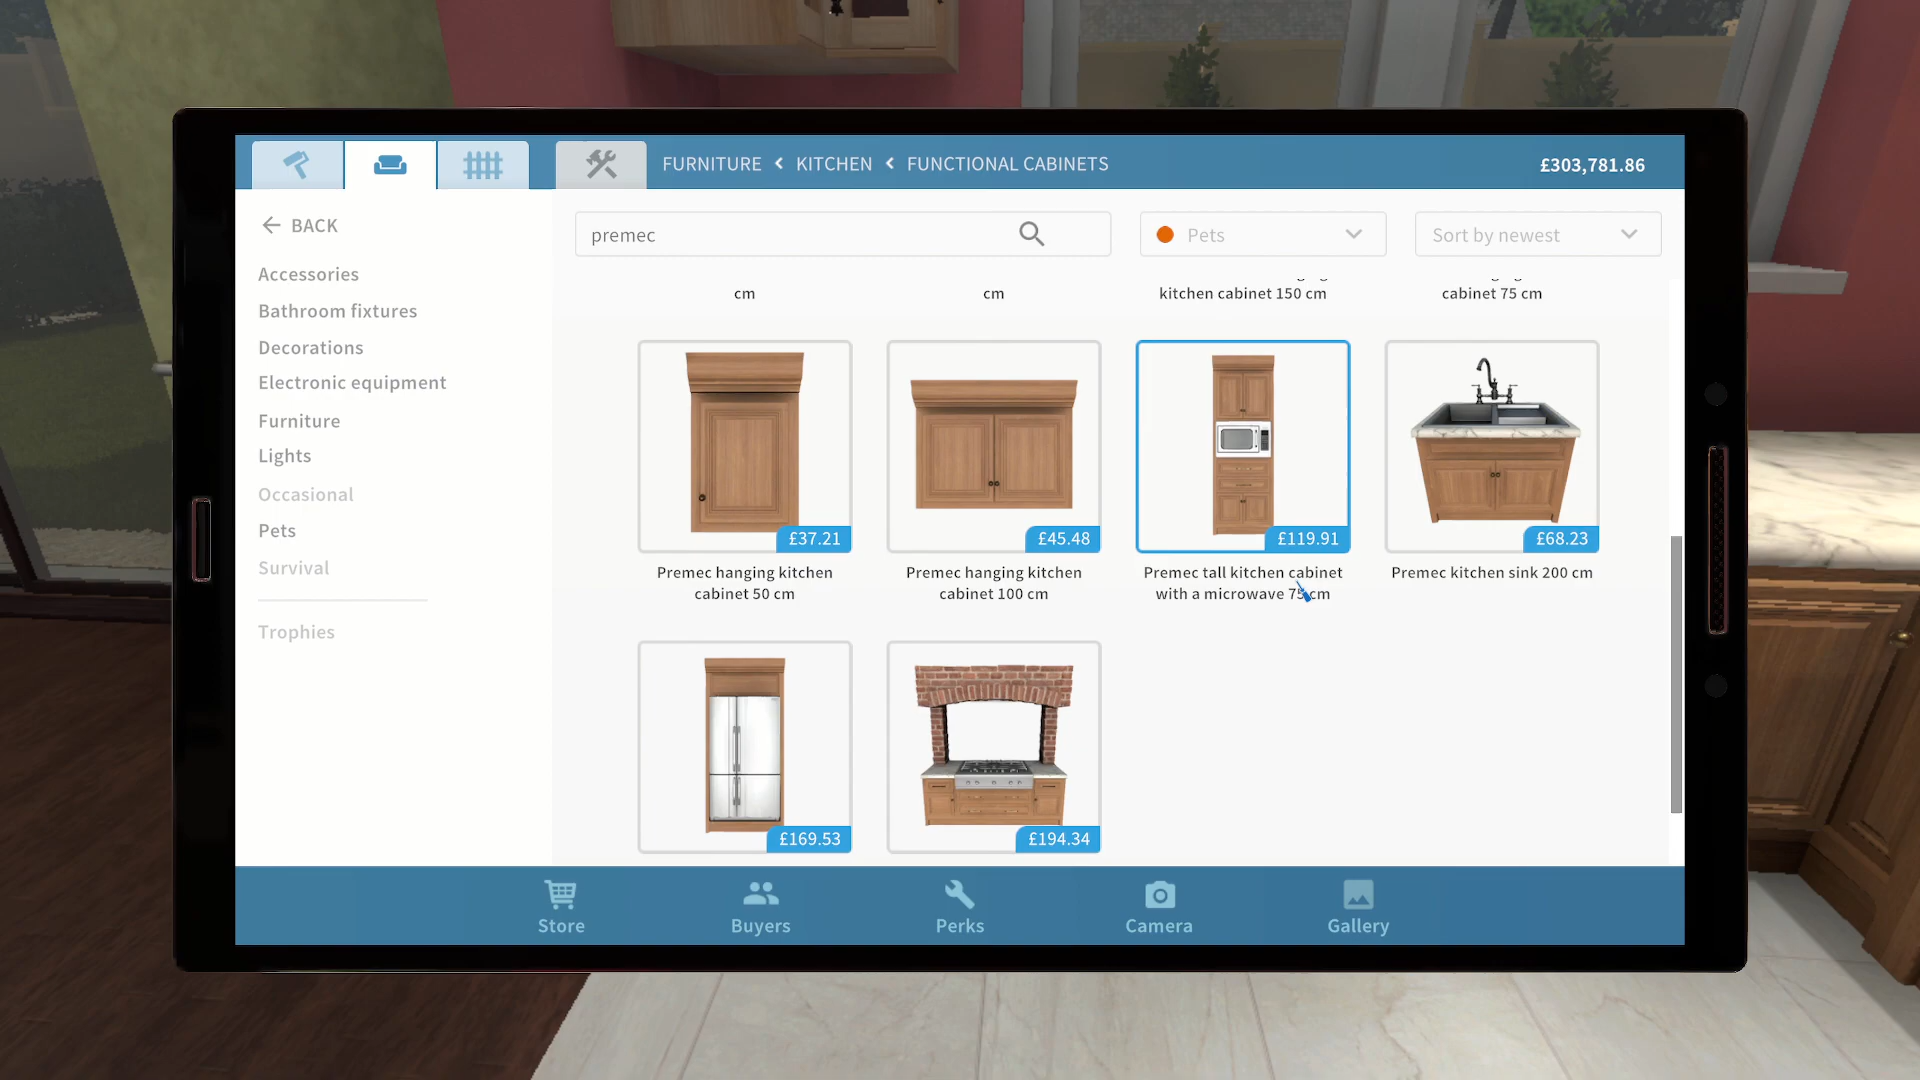 FURNITURE < KITCHEN < FUNCTIONAL CABINETS
£303,781.86
BACK
premec
Pets
Sort by newest
Accessories
Bathroom fixtures
Decorations
Electronic equipment
Furniture
Lights
Occasional
Pets
Survival
Trophies
cm
cm
kitchen cabinet 150 cm
cabinet 75 cm
£37.21
£45.48
£119.91
£68.23
Premec hanging kitchen
cabinet 50 cm
Premec hanging kitchen
cabinet 100 cm
Premec tall kitchen cabinet
with a microwave 75 cm
Premec kitchen sink 200 cm
£169.53
£194.34
Store
Buyers
Perks
Camera
Gallery